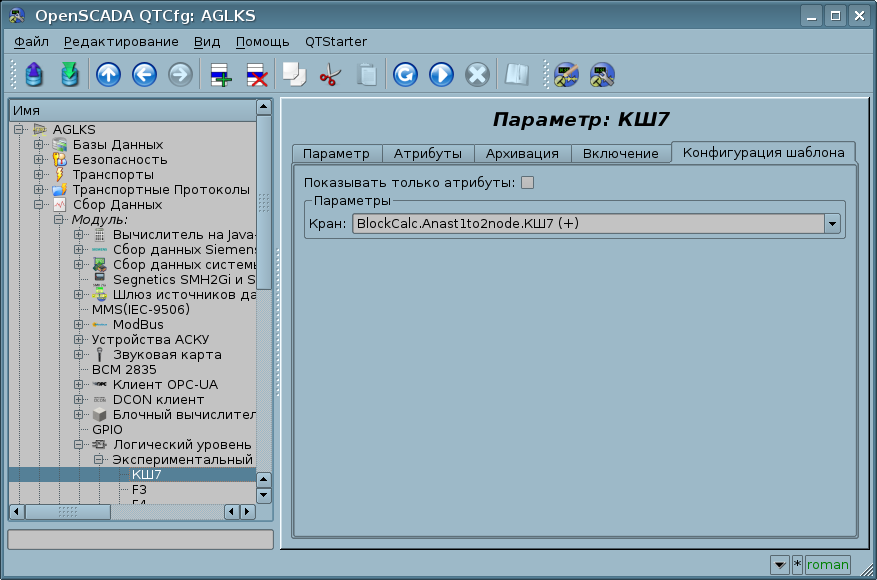 OpenSCADA QTCfg: AGLKS
Файл Редактирование Вид Помощь QTStarter
Имя
AGLKS
Базы Данных
Безопасность
Транспорты
Транспортные Протоколы
Сбор Данных
Модуль:
Вычислитель на Java-
Сбор данных Siemens
Сбор данных системы
Segnetics SMH2Gi и S
Шлюз источников да
MMS(IEC-9506)
ModBus
Устройства АСКУ
Звуковая карта
BCM 2835
Клиент OPC-UA
DCON клиент
Блочный вычислител
GPIO
Логический уровень
Экспериментальный
КШ7
F3
F4
Параметр: КШ7
Параметр Атрибуты Архивация Включение Конфигурация шаблона
Показывать только атрибуты:
Параметры
Кран: BlockCalc.Anast1to2node.КШ7 (+)
* roman